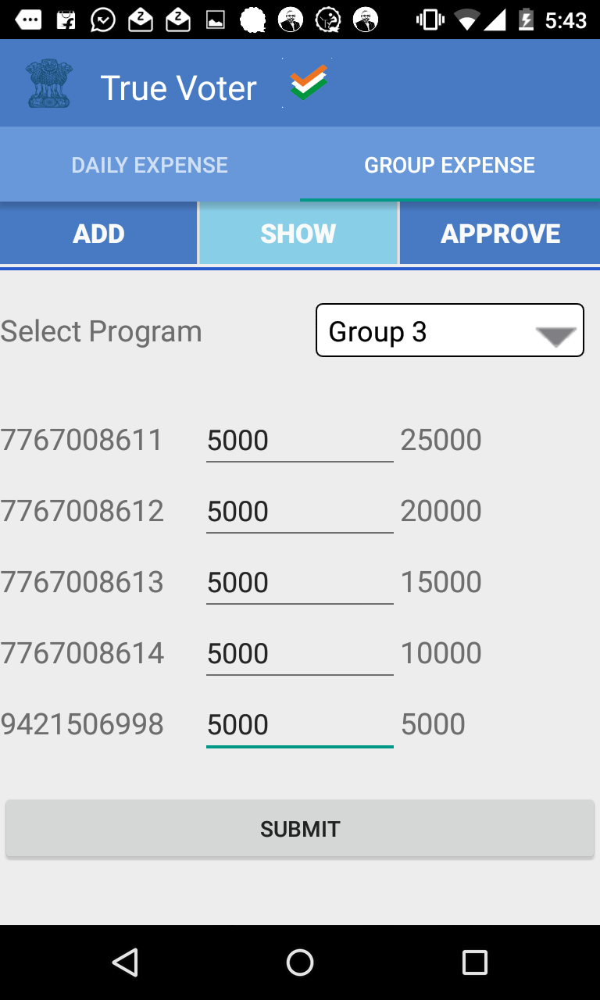 5:43
True Voter
DAILY EXPENSE GROUP EXPENSE
ADD SHOW APPROVE
Select Program Group 3
7767008611 5000 25000
7767008612 5000 20000
7767008613 5000 15000
7767008614 5000 10000
9421506998 5000 5000
SUBMIT